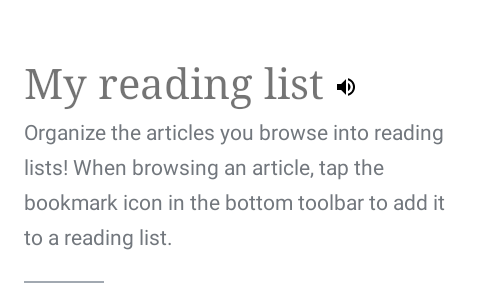 My reading list
Organize the articles you browse into reading
lists! When browsing an article, tap the
bookmark icon in the bottom toolbar to add it
to a reading list.